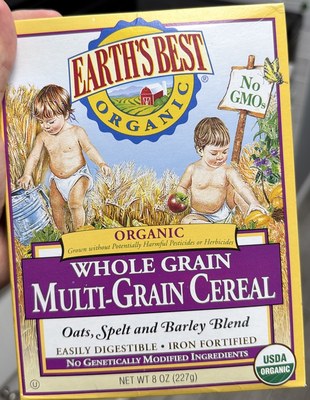 EARTH'S BEST
®
ORGANIC
No
GMOs
ORGANIC
Grown without Potentially Harmful Pesticides or Herbicides
WHOLE GRAIN
MULTI-GRAIN CEREAL
Oats, Spelt and Barley Blend
EASILY DIGESTIBLE • IRON FORTIFIED
NO GENETICALLY MODIFIED INGREDIENTS
U
NET WT 8 OZ (227g)
USDA
ORGANIC